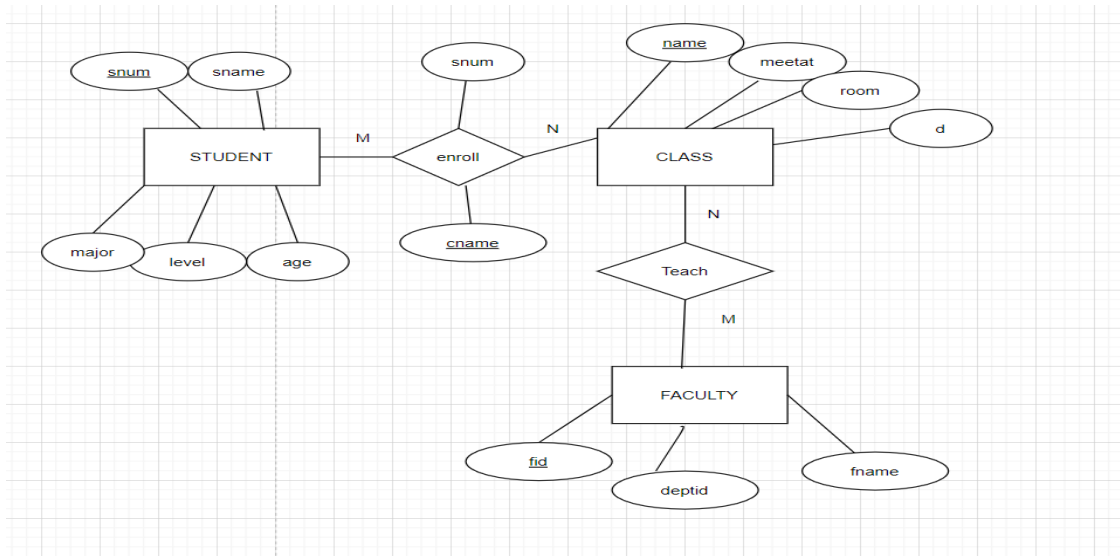 name
snum
meetat
snum
sname
room
d
M
N
STUDENT
enroll
CLASS
N
cname
major
level
age
Teach
M
FACULTY
fid
fname
deptid